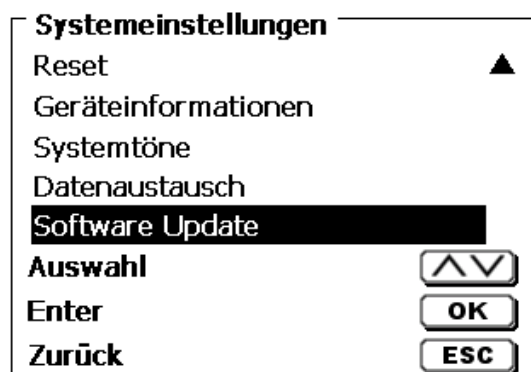 Systemeinstellungen
Reset
Geräteinformationen
Systemtöne
Datenaustausch
Software Update
Auswahl
Enter OK
Zurück ESC